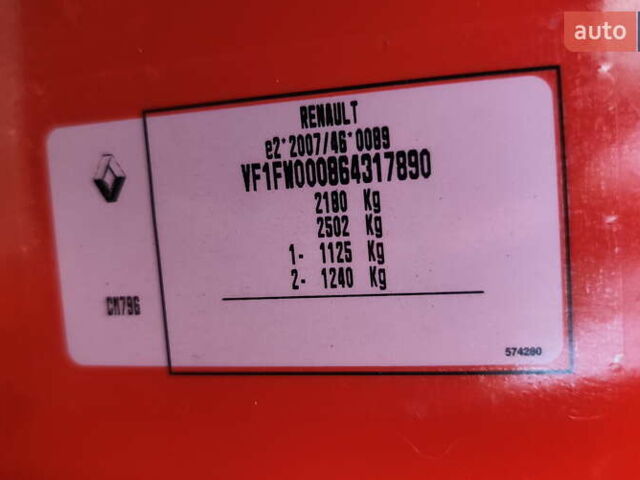 auto
RENAULT
e2*2007/46*0089
VF1FW000864317890
2180 Kg
2502 Kg
1- 1125 Kg
2- 1240 Kg
CM796
574280